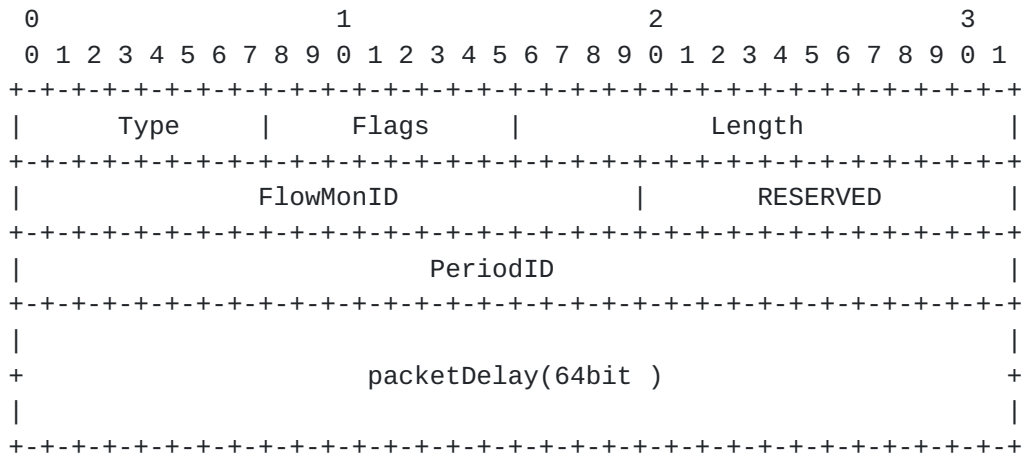 0                   1                   2                   3
 0 1 2 3 4 5 6 7 8 9 0 1 2 3 4 5 6 7 8 9 0 1 2 3 4 5 6 7 8 9 0 1
+-+-+-+-+-+-+-+-+-+-+-+-+-+-+-+-+-+-+-+-+-+-+-+-+-+-+-+-+-+-+-+-+
|      Type     |     Flags     |            Length             |
+-+-+-+-+-+-+-+-+-+-+-+-+-+-+-+-+-+-+-+-+-+-+-+-+-+-+-+-+-+-+-+-+
|               FlowMonID               |       RESERVED        |
+-+-+-+-+-+-+-+-+-+-+-+-+-+-+-+-+-+-+-+-+-+-+-+-+-+-+-+-+-+-+-+-+
|                          PeriodID                             |
+-+-+-+-+-+-+-+-+-+-+-+-+-+-+-+-+-+-+-+-+-+-+-+-+-+-+-+-+-+-+-+-+
|                                                               |
+                      packetDelay(64bit )                      +
|                                                               |
+-+-+-+-+-+-+-+-+-+-+-+-+-+-+-+-+-+-+-+-+-+-+-+-+-+-+-+-+-+-+-+-+